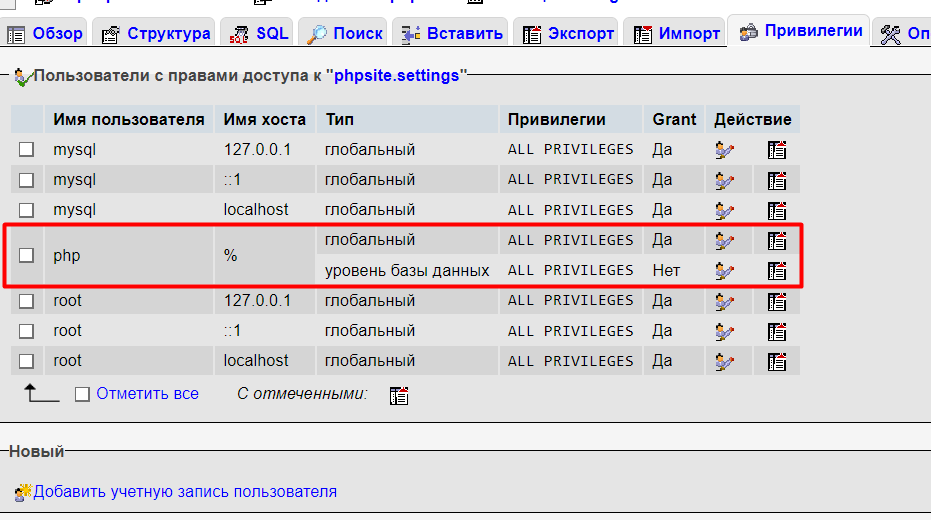 Обзор Структура SQL Поиск Вставить Экспорт Импорт Привилегии
Пользователи с правами доступа к "phpsite.settings"
Имя пользователя Имя хоста Тип Привилегии Grant Действие
mysql 127.0.0.1 глобальный ALL PRIVILEGES Да
mysql ::1 глобальный ALL PRIVILEGES Да
mysql localhost глобальный ALL PRIVILEGES Да
php % глобальный ALL PRIVILEGES Да
уровень базы данных ALL PRIVILEGES Нет
root 127.0.0.1 глобальный ALL PRIVILEGES Да
root ::1 глобальный ALL PRIVILEGES Да
root localhost глобальный ALL PRIVILEGES Да
Отметить все С отмеченными:
Новый
Добавить учетную запись пользователя